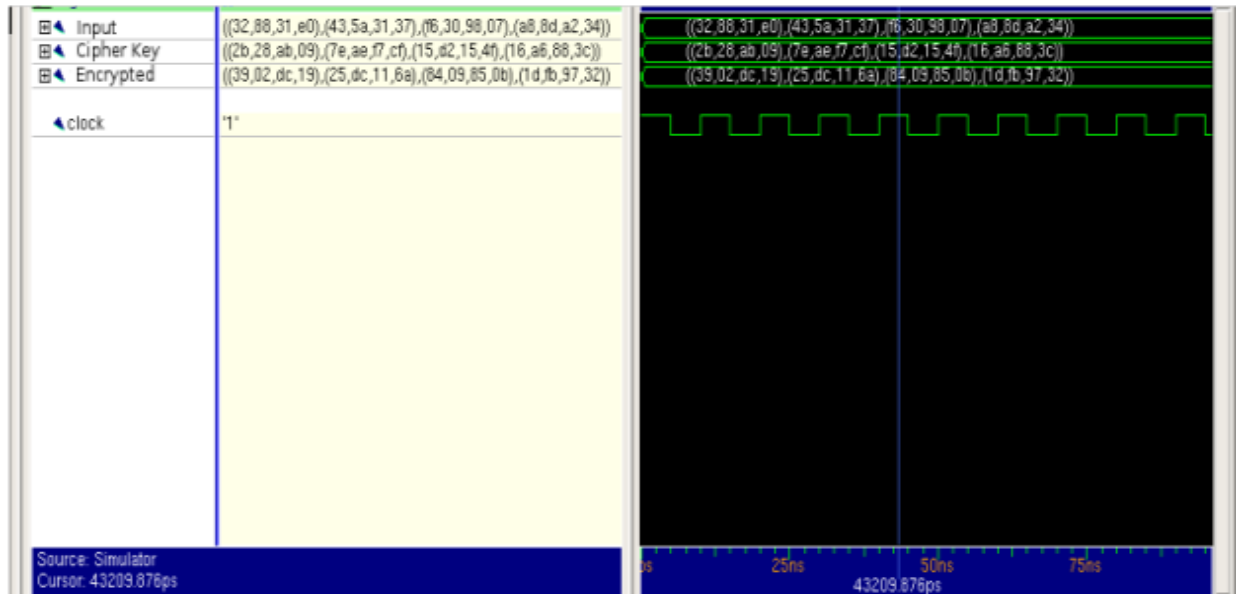 Input ((32,88,31,e0),(43,5a,31,37),(f6,30,98,07),(a8,8d,a2,34)) ((32,88,31,e0),(43,5a,31,37),(f6,30,98,07),(a8,8d,a2,34))
Cipher Key ((2b,28,ab,09),(7e,ae,f7,cf),(15,d2,15,4f),(16,a6,88,3c)) ((2b,28,ab,09),(7e,ae,f7,cf),(15,d2,15,4f),(16,a6,88,3c))
Encrypted ((39,02,dc,19),(25,dc,11,6a),(84,09,85,0b),(1d,fb,97,32)) ((39,02,dc,19),(25,dc,11,6a),(84,09,85,0b),(1d,fb,97,32))
clock '1'
Source: Simulator
Cursor: 43209.876ps
25ns 50ns 75ns
43209.876ps